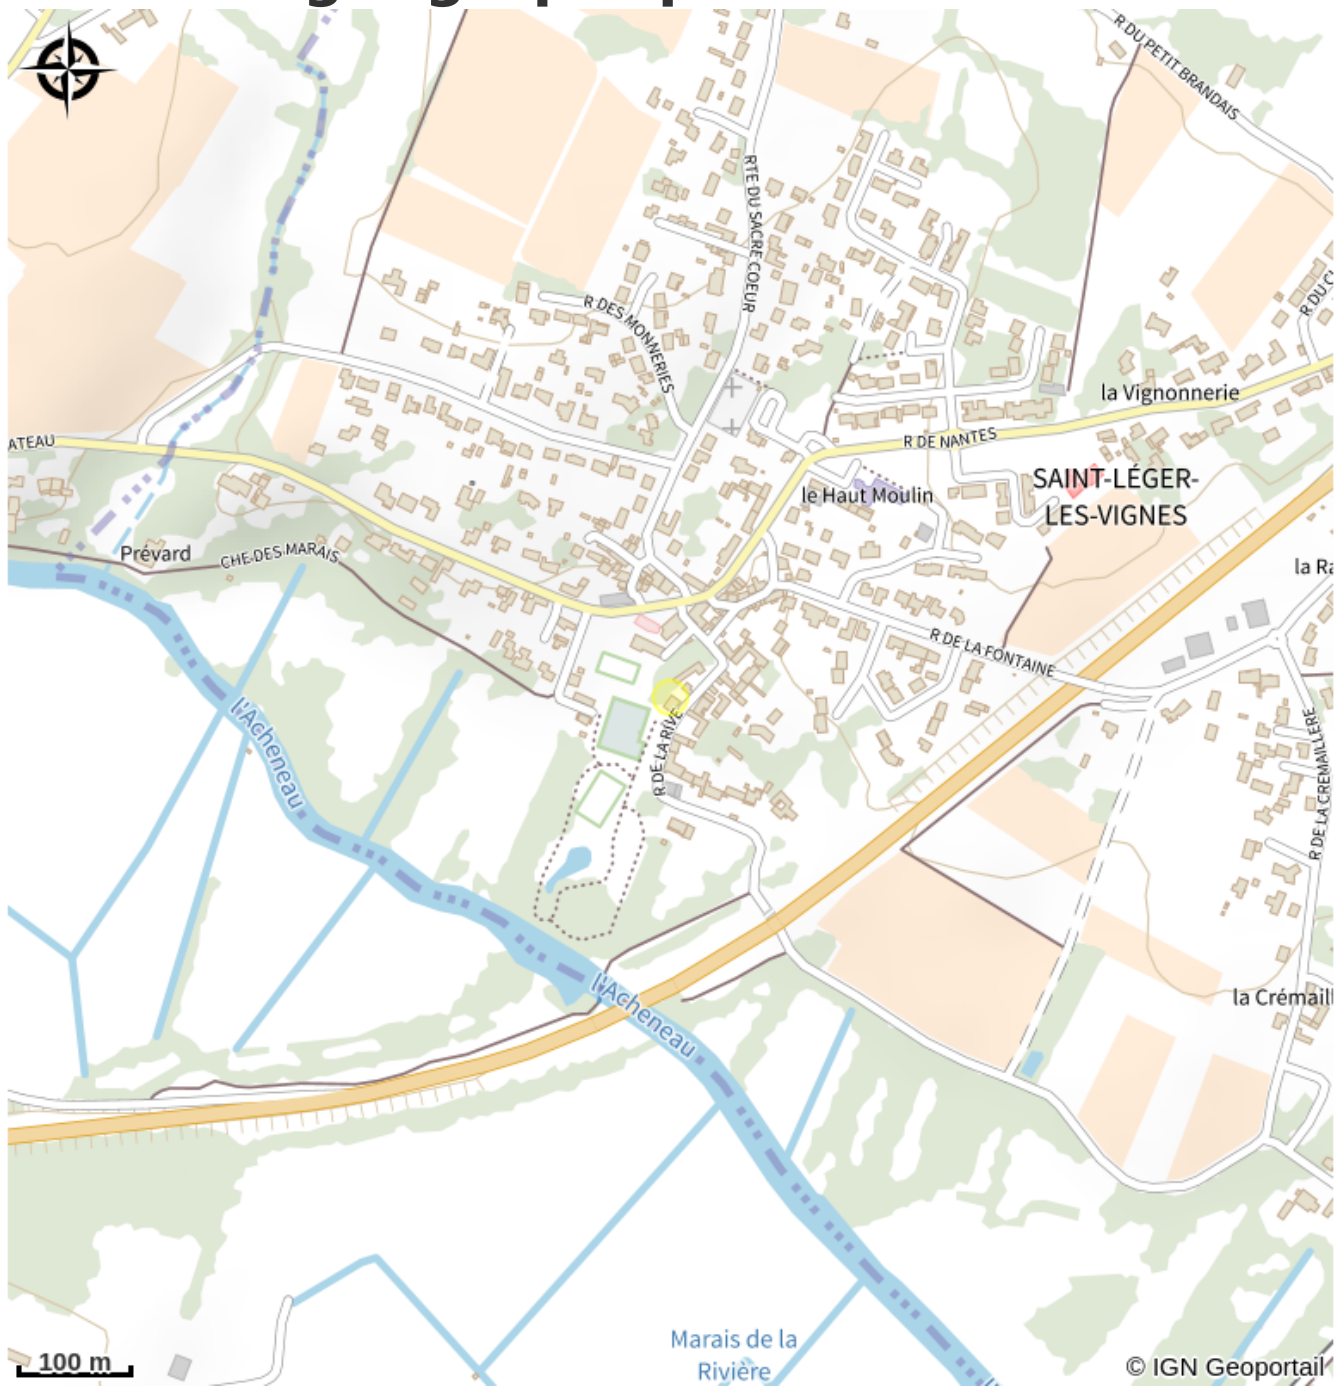 R DU PETIT BRANDAIS
RTE DU SACRE COEUR
R DES MONNERIES
la Vignonnerie
R DE NANTES
SAINT-LÉGER-
LES-VIGNES
le Haut Moulin
ATEAU
Prévard
CHE DES MARAIS
la Ra
R DE LA FONTAINE
l'Acheneau
R DE LA RIVE
R DE LA CREMAILLERE
l'Acheneau
la Crémaill
Marais de la
Rivière
100 m
© IGN Geoportail